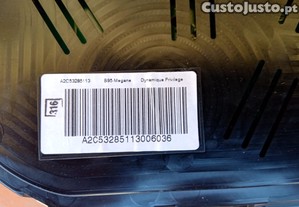 CustoJusto.pt
A2C53285113 B95-Megane Dynamique Privilege
316
A2C53285113006036